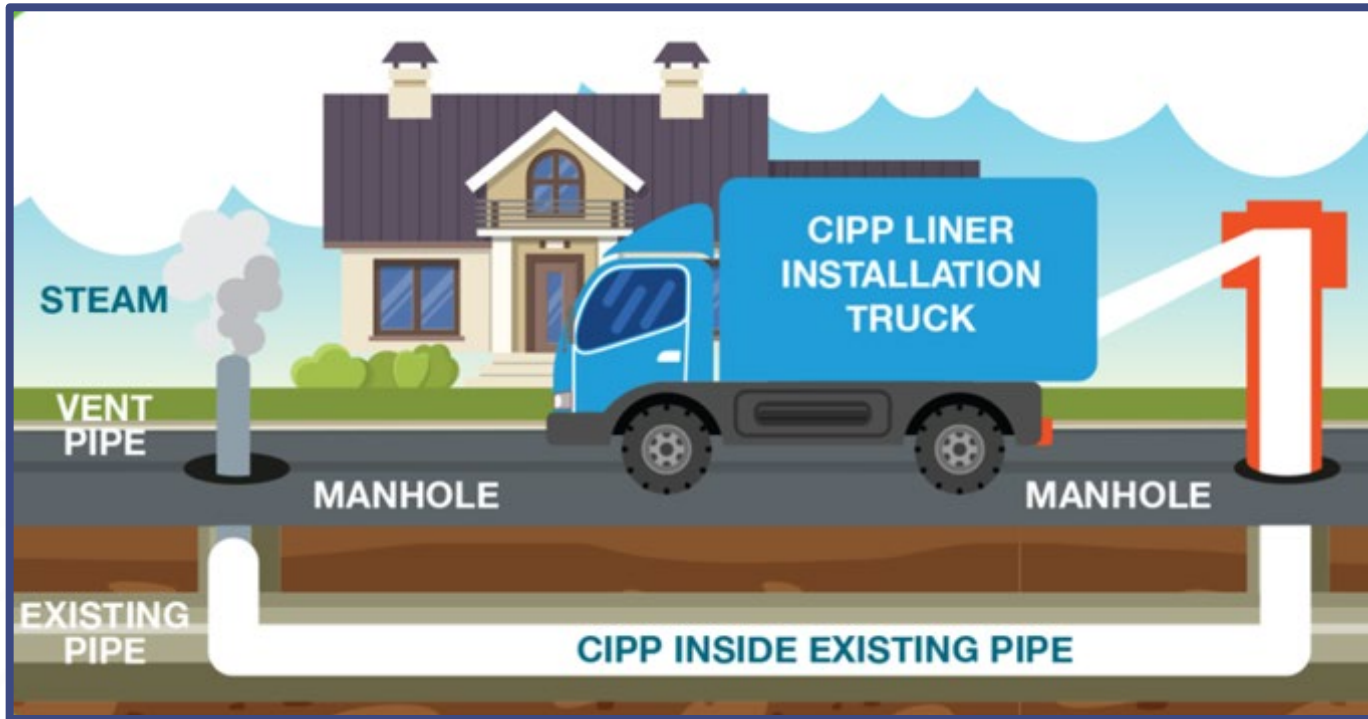 CIPP LINER
INSTALLATION
TRUCK
STEAM
VENT
PIPE
MANHOLE
MANHOLE
EXISTING
PIPE
CIPP INSIDE EXISTING PIPE